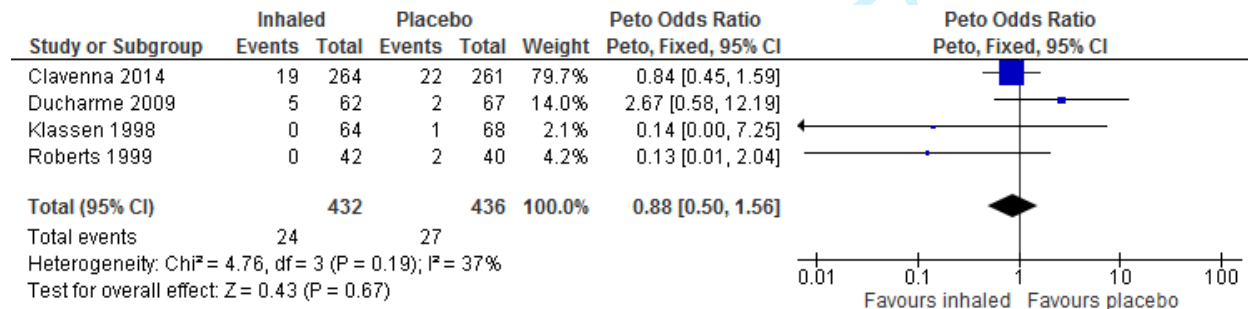 Inhaled Placebo Peto Odds Ratio Peto Odds Ratio
Study or Subgroup Events Total Events Total Weight Peto, Fixed, 95% CI Peto, Fixed, 95% CI
Clavenna 2014 19 264 22 261 79.7% 0.84 [0.45, 1.59]
Ducharme 2009 5 62 2 67 14.0% 2.67 [0.58, 12.19]
Klassen 1998 0 64 1 68 2.1% 0.14 [0.00, 7.25]
Roberts 1999 0 42 2 40 4.2% 0.13 [0.01, 2.04]
Total (95% CI) 432 436 100.0% 0.88 [0.50, 1.56]
Total events 24 27
Heterogeneity: Chi² = 4.76, df = 3 (P = 0.19); I² = 37%
Test for overall effect: Z = 0.43 (P = 0.67)
0.01 0.1 1 10 100
Favours inhaled Favours placebo